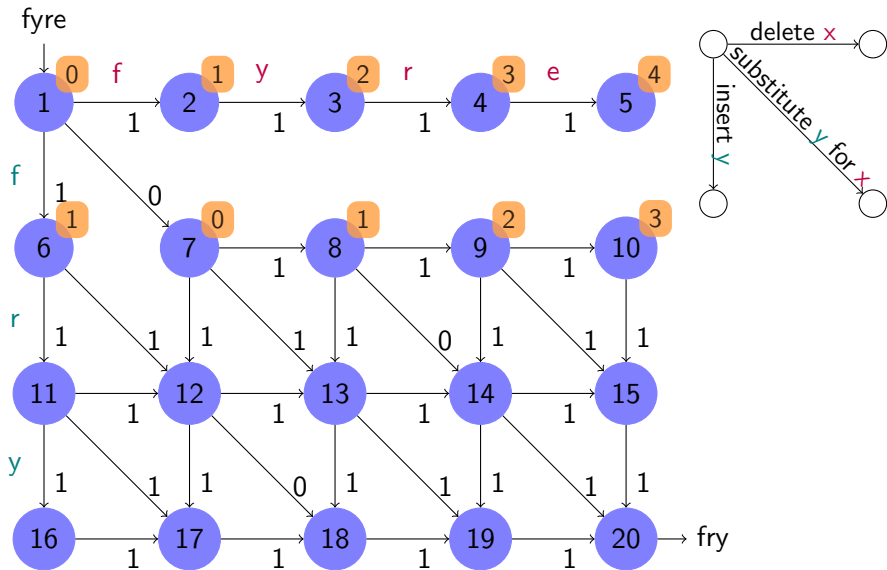 fyre
0 1 2 3 4
f y r e
1 2 3 4 5
1 1 1 1
f 1 0
1 0 1 2 3
6 7 8 9 10
1 1 1
r 1 1 1 1 1 0 1 1 1
11 12 13 14 15
1 1 1 1
y 1 1 1 0 1 1 1 1 1
16 17 18 19 20 fry
1 1 1 1
delete x
substitute y for x
insert y